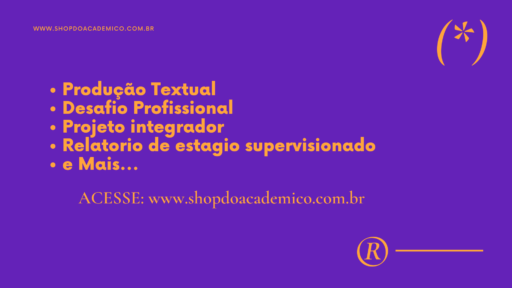 WWW.SHOPDOACADEMICO.COM.BR
(*)
• Produção Textual
• Desafio Profissional
• Projeto integrador
• Relatorio de estagio supervisionado
• e Mais...
ACESSE: www.shopdoacademico.com.br
®